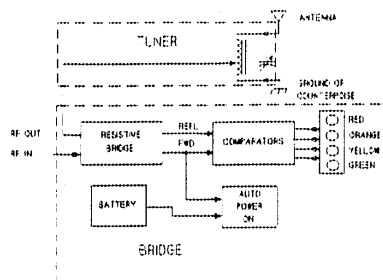 ANTENNA
TUNER
GROUND OR
COUNTERPOISE
RF OUT
RF IN
RESISTIVE
BRIDGE
REFL
FWD
COMPARATORS
RED
ORANGE
YELLOW
GREEN
BATTERY
AUTO
POWER
ON
BRIDGE